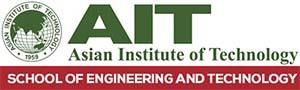 ASIAN INSTITUTE OF TECHNOLOGY
1959
AIT
Asian Institute of Technology
SCHOOL OF ENGINEERING AND TECHNOLOGY